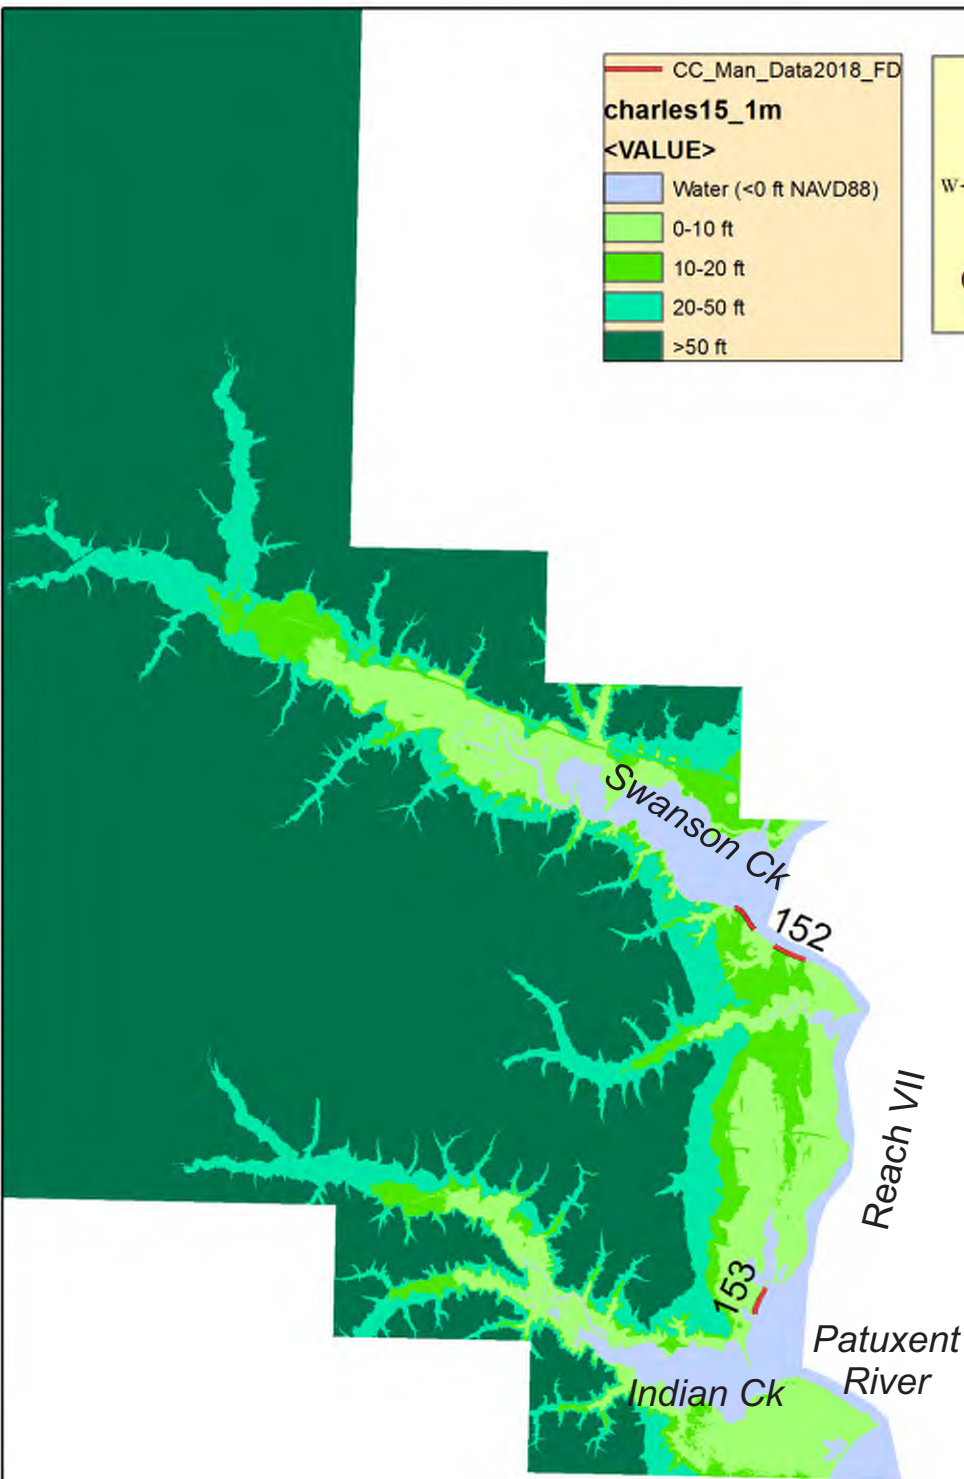 CC_Man_Data2018_FD
charles15_1m
<VALUE>
Water (<0 ft NAVD88)
0-10 ft
10-20 ft
20-50 ft
>50 ft
W
Swanson Ck
152
Reach VII
153
Patuxent
River
Indian Ck